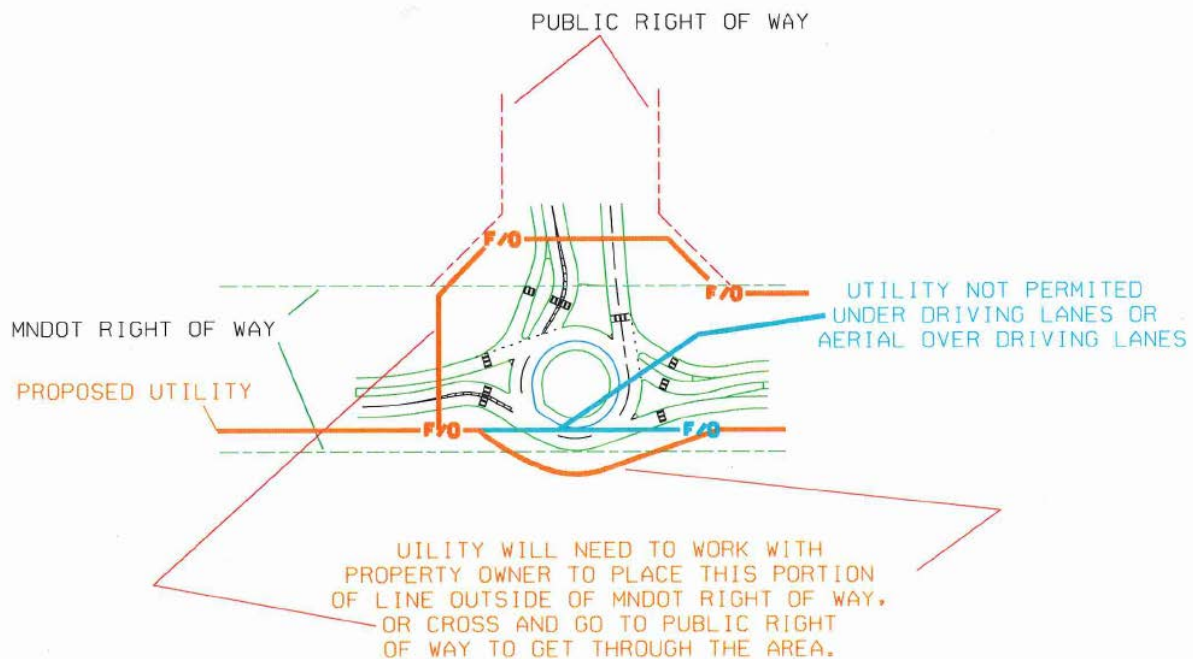 PUBLIC RIGHT OF WAY
F/O
F/O
UTILITY NOT PERMITED
UNDER DRIVING LANES OR
AERIAL OVER DRIVING LANES
MNDOT RIGHT OF WAY
PROPOSED UTILITY
F/O
F/O
UILITY WILL NEED TO WORK WITH
PROPERTY OWNER TO PLACE THIS PORTION
OF LINE OUTSIDE OF MNDOT RIGHT OF WAY.
OR CROSS AND GO TO PUBLIC RIGHT
OF WAY TO GET THROUGH THE AREA.